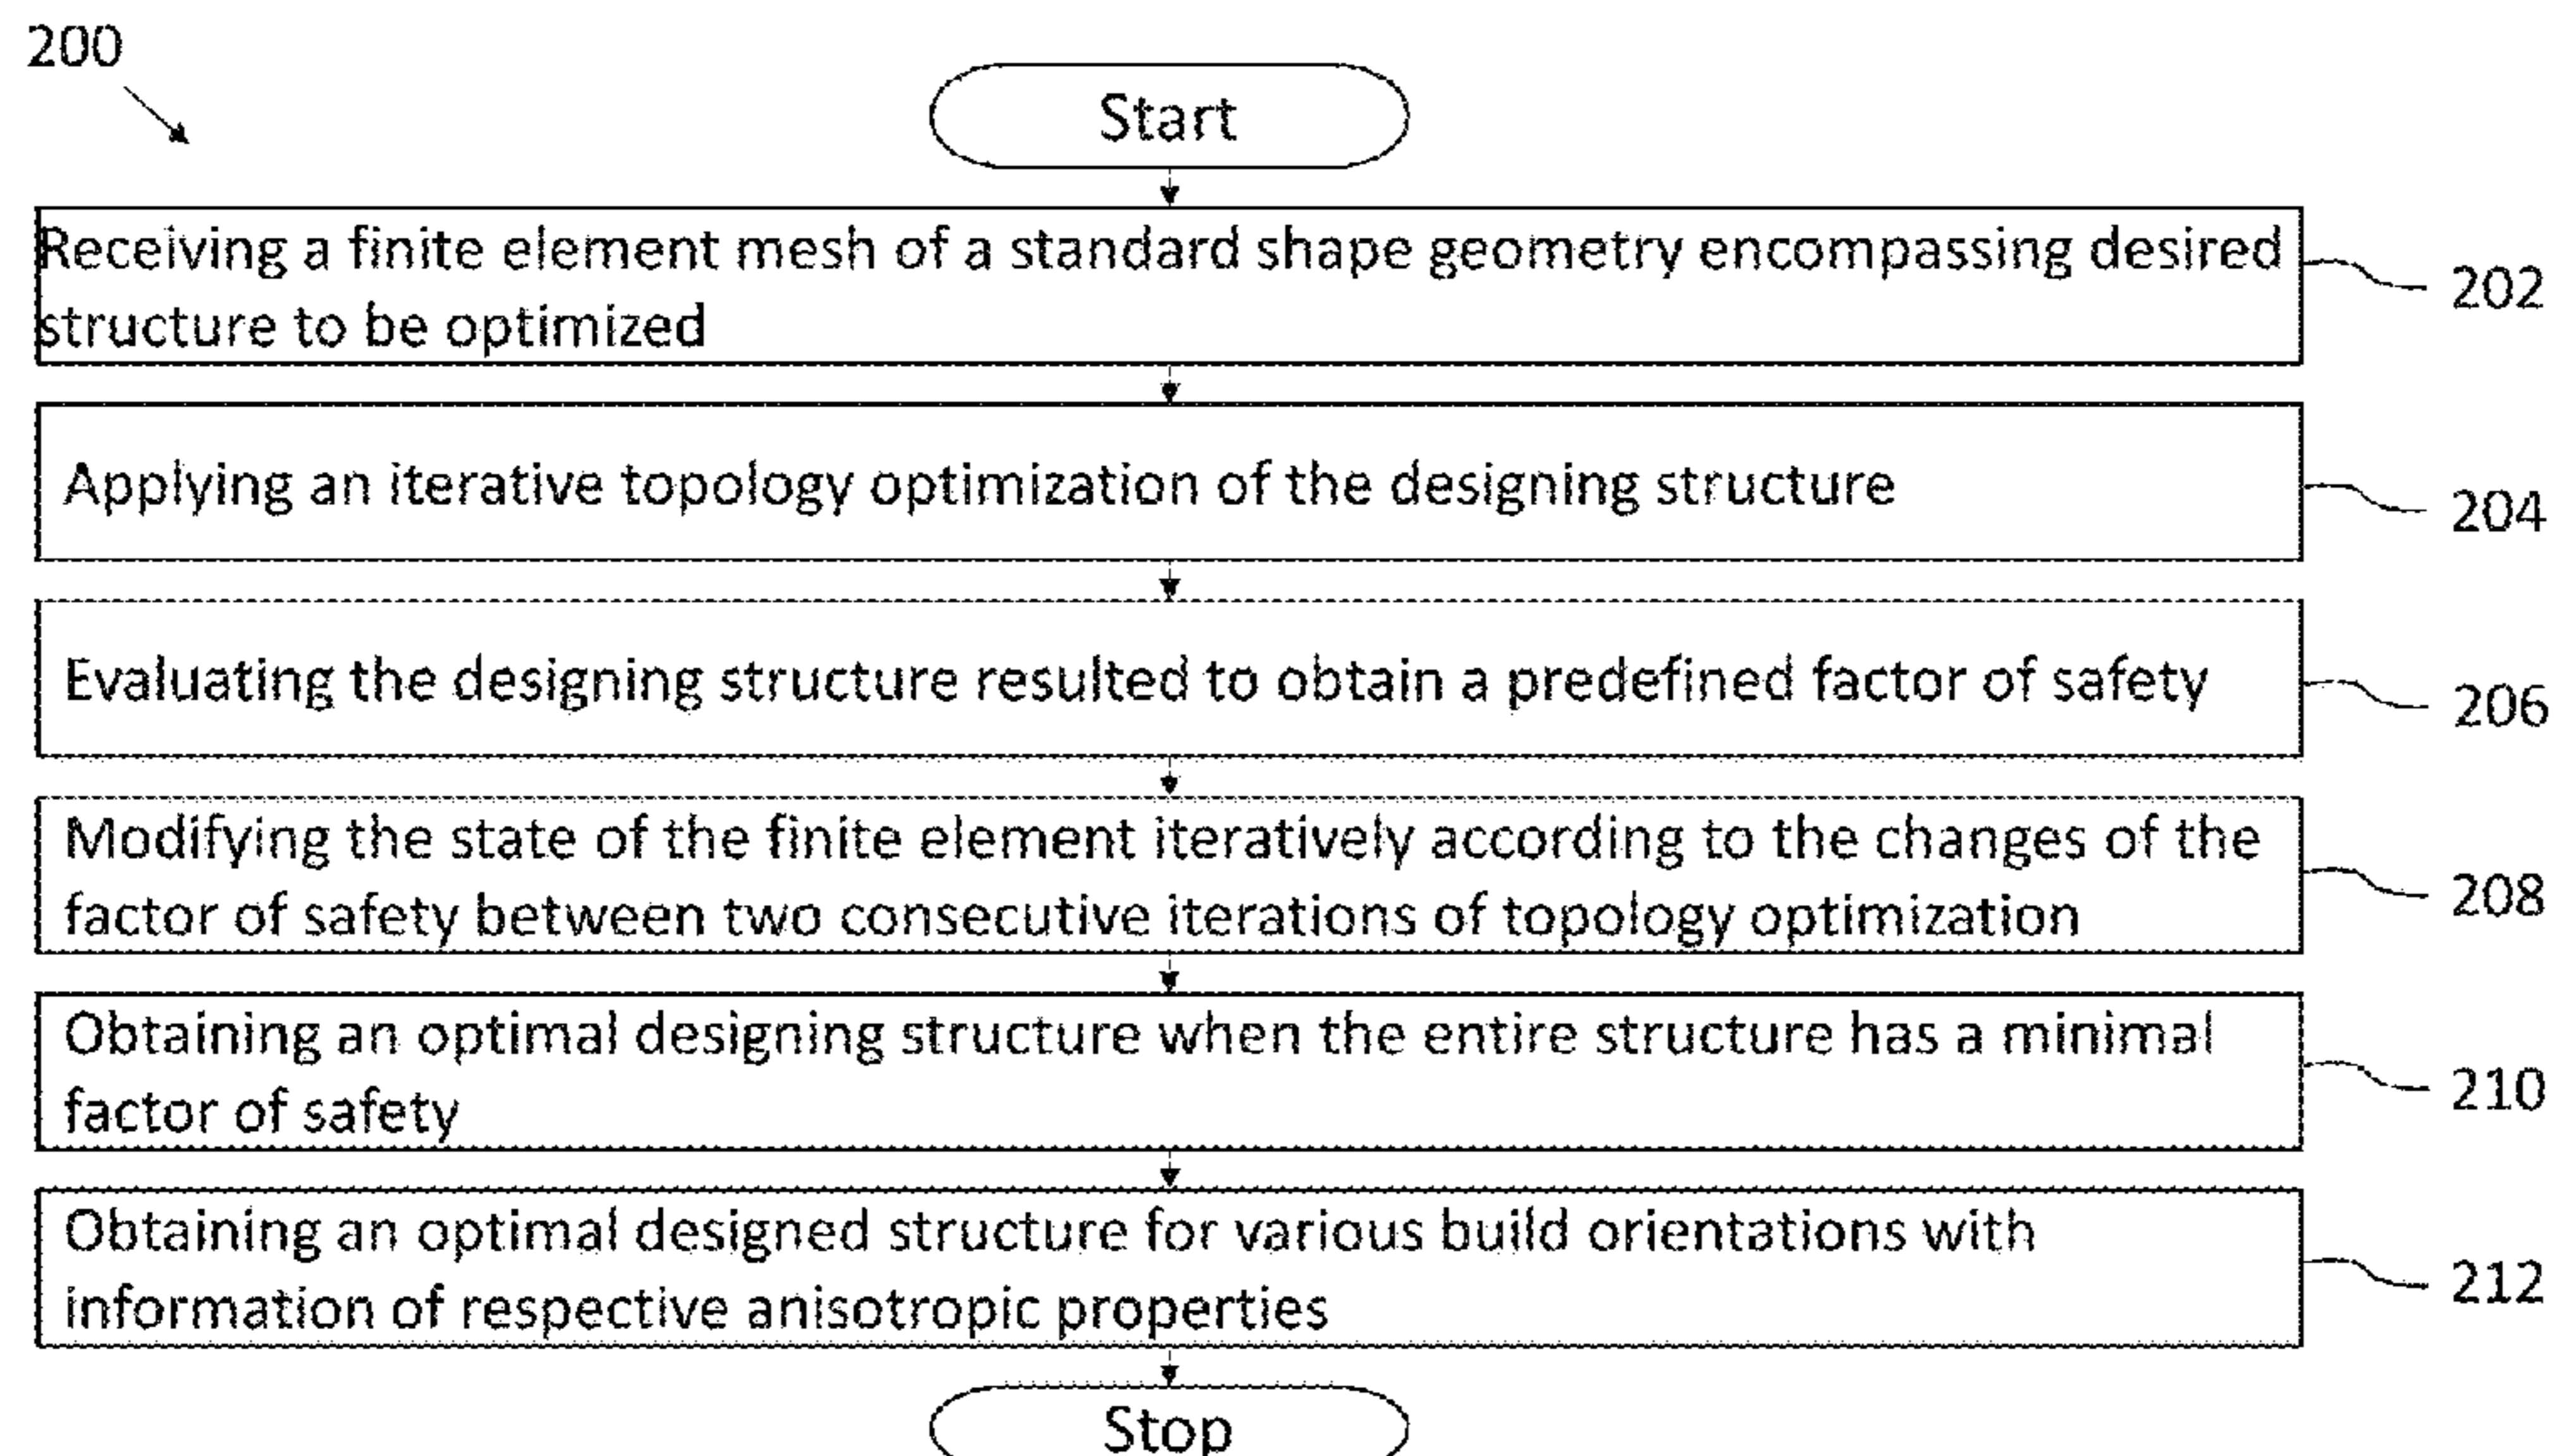 200
Start
Receiving a finite element mesh of a standard shape geometry encompassing desired
structure to be optimized
202
Applying an iterative topology optimization of the designing structure
204
Evaluating the designing structure resulted to obtain a predefined factor of safety
206
Modifying the state of the finite element iteratively according to the changes of the
factor of safety between two consecutive iterations of topology optimization
208
Obtaining an optimal designing structure when the entire structure has a minimal
factor of safety
210
Obtaining an optimal designed structure for various build orientations with
information of respective anisotropic properties
212
Stop